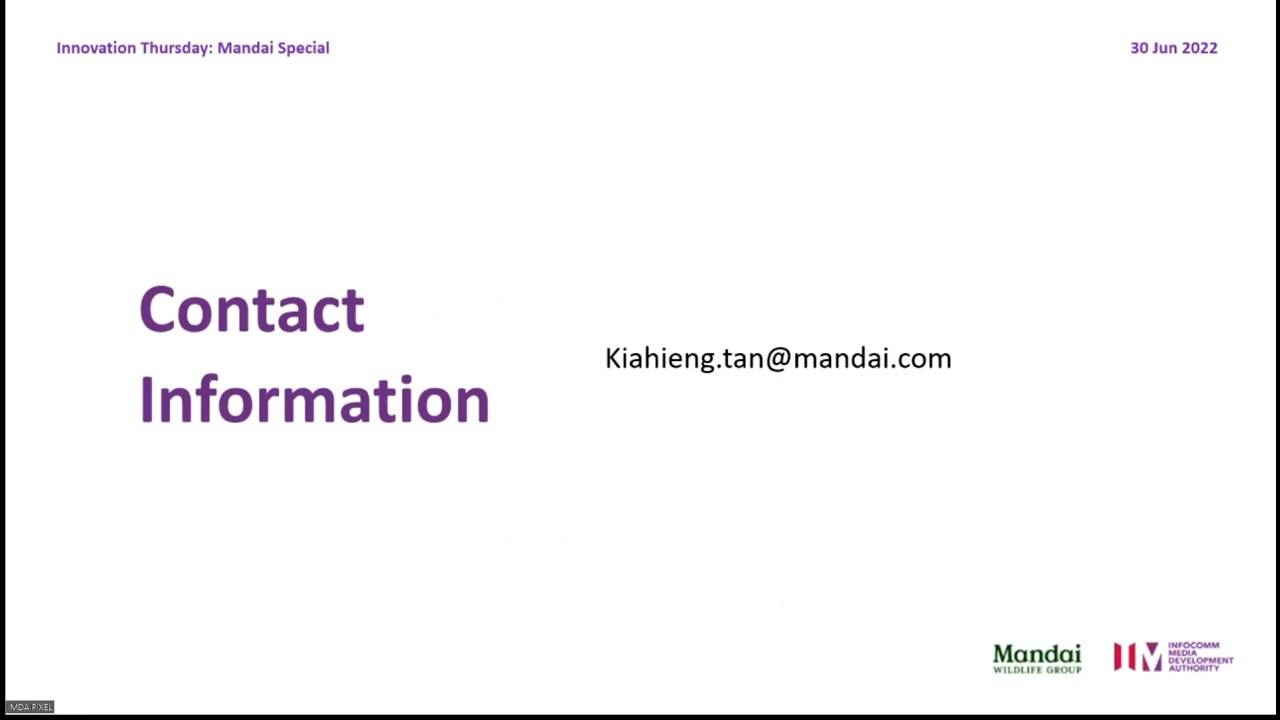 Innovation Thursday: Mandai Special
30 Jun 2022
Contact
Information
Kiahieng.tan@mandai.com
Mandai
WILDLIFE GROUP
INFOCOMM
MEDIA
DEVELOPMENT
AUTHORITY
IMDA PIXEL